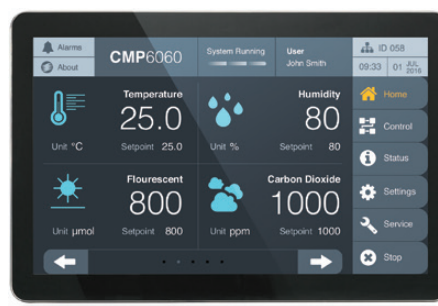 Alarms
About
CMP6060
System Running
User
John Smith
ID 058
09:33
01 JUL 2016
Temperature
25.0
Unit °C
Setpoint 25.0
Humidity
80
Unit %
Setpoint 80
Flourescent
800
Unit µmol
Setpoint 800
Carbon Dioxide
1000
Unit ppm
Setpoint 1000
Home
Control
Status
Settings
Service
Stop